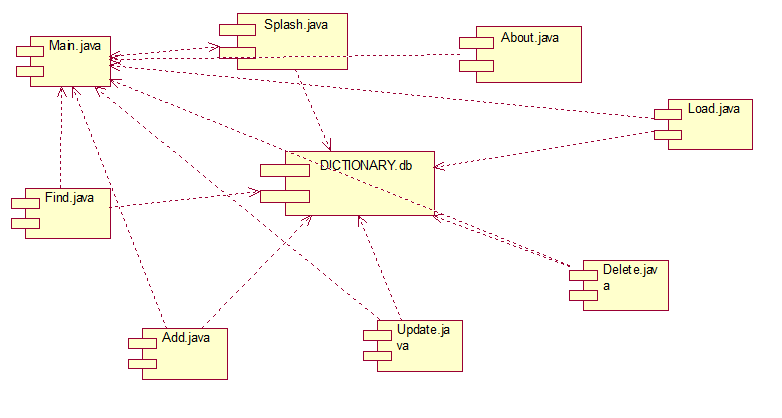 Splash.java
About.java
Main.java
Load.java
DICTIONARY.db
Find.java
Delete.jav
a
Add.java
Update.ja
va